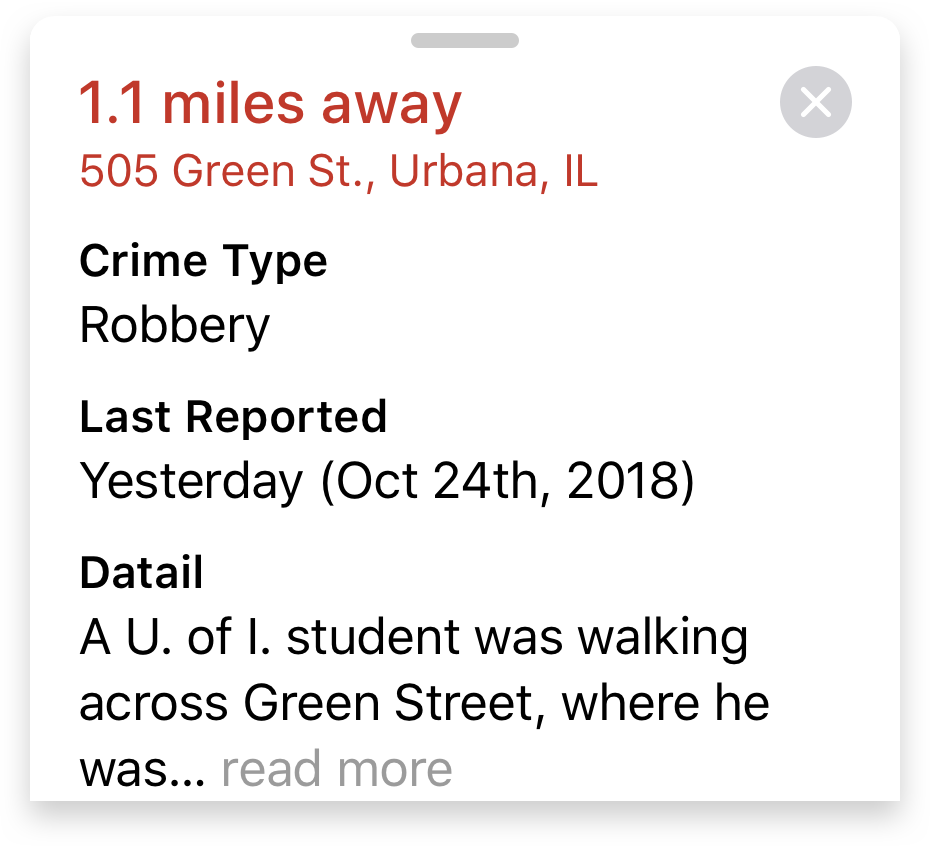 1.1 miles away
505 Green St., Urbana, IL
Crime Type
Robbery
Last Reported
Yesterday (Oct 24th, 2018)
Datail
A U. of I. student was walking
across Green Street, where he
was... read more